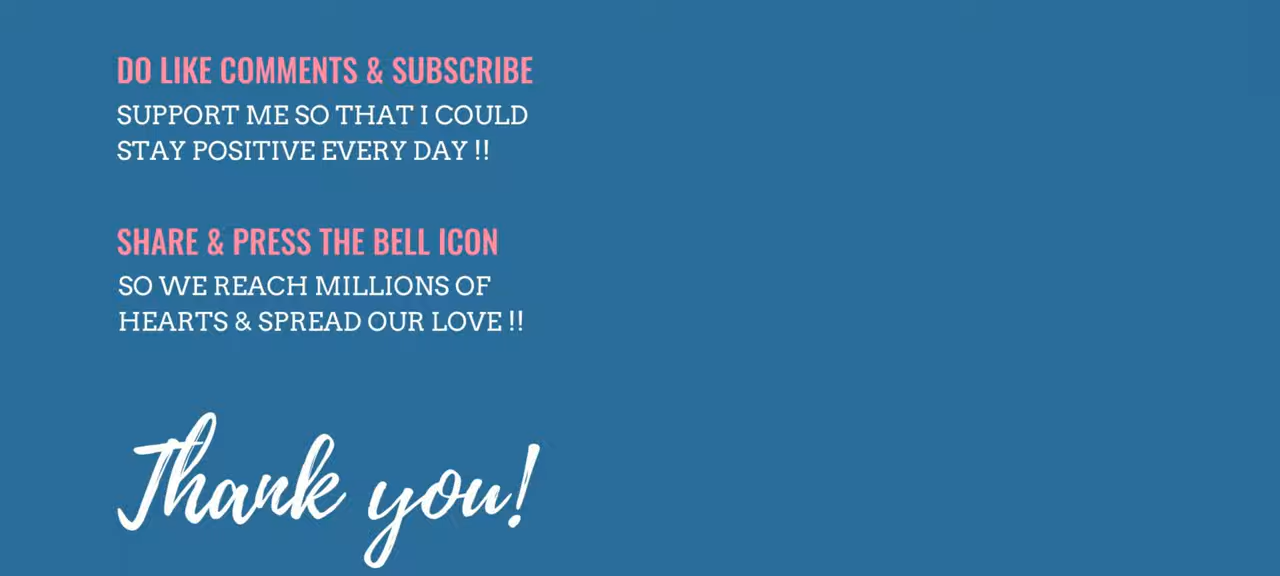 DO LIKE COMMENTS & SUBSCRIBE
SUPPORT ME SO THAT I COULD
STAY POSITIVE EVERY DAY !!
SHARE & PRESS THE BELL ICON
SO WE REACH MILLIONS OF
HEARTS & SPREAD OUR LOVE !!
Thank you!